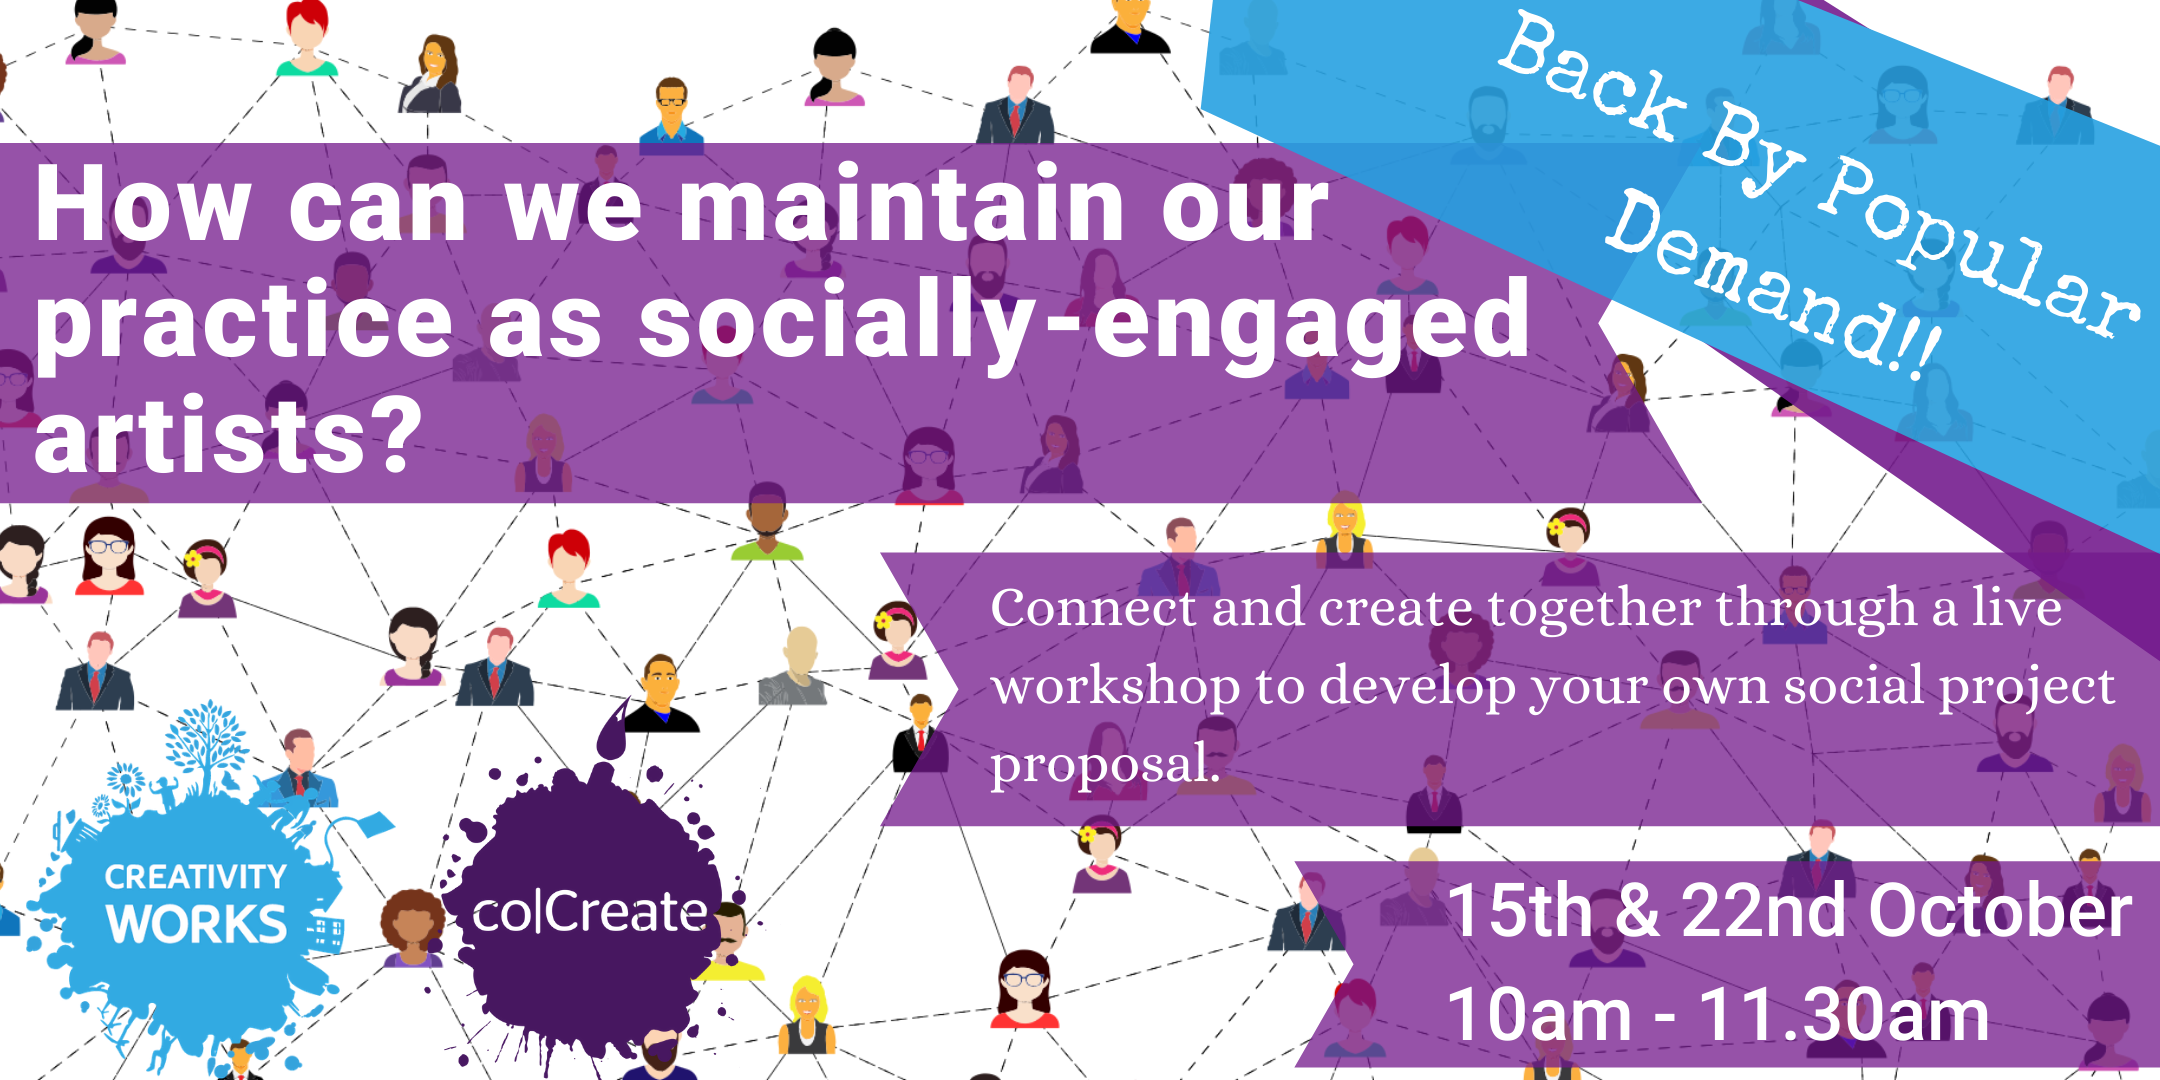 Back By Popular
Demand!!
How can we maintain our
practice as socially-engaged
artists?
Connect and create together through a live
workshop to develop your own social project
proposal.
CREATIVITY
WORKS
co|Create
15th & 22nd October
10am - 11.30am